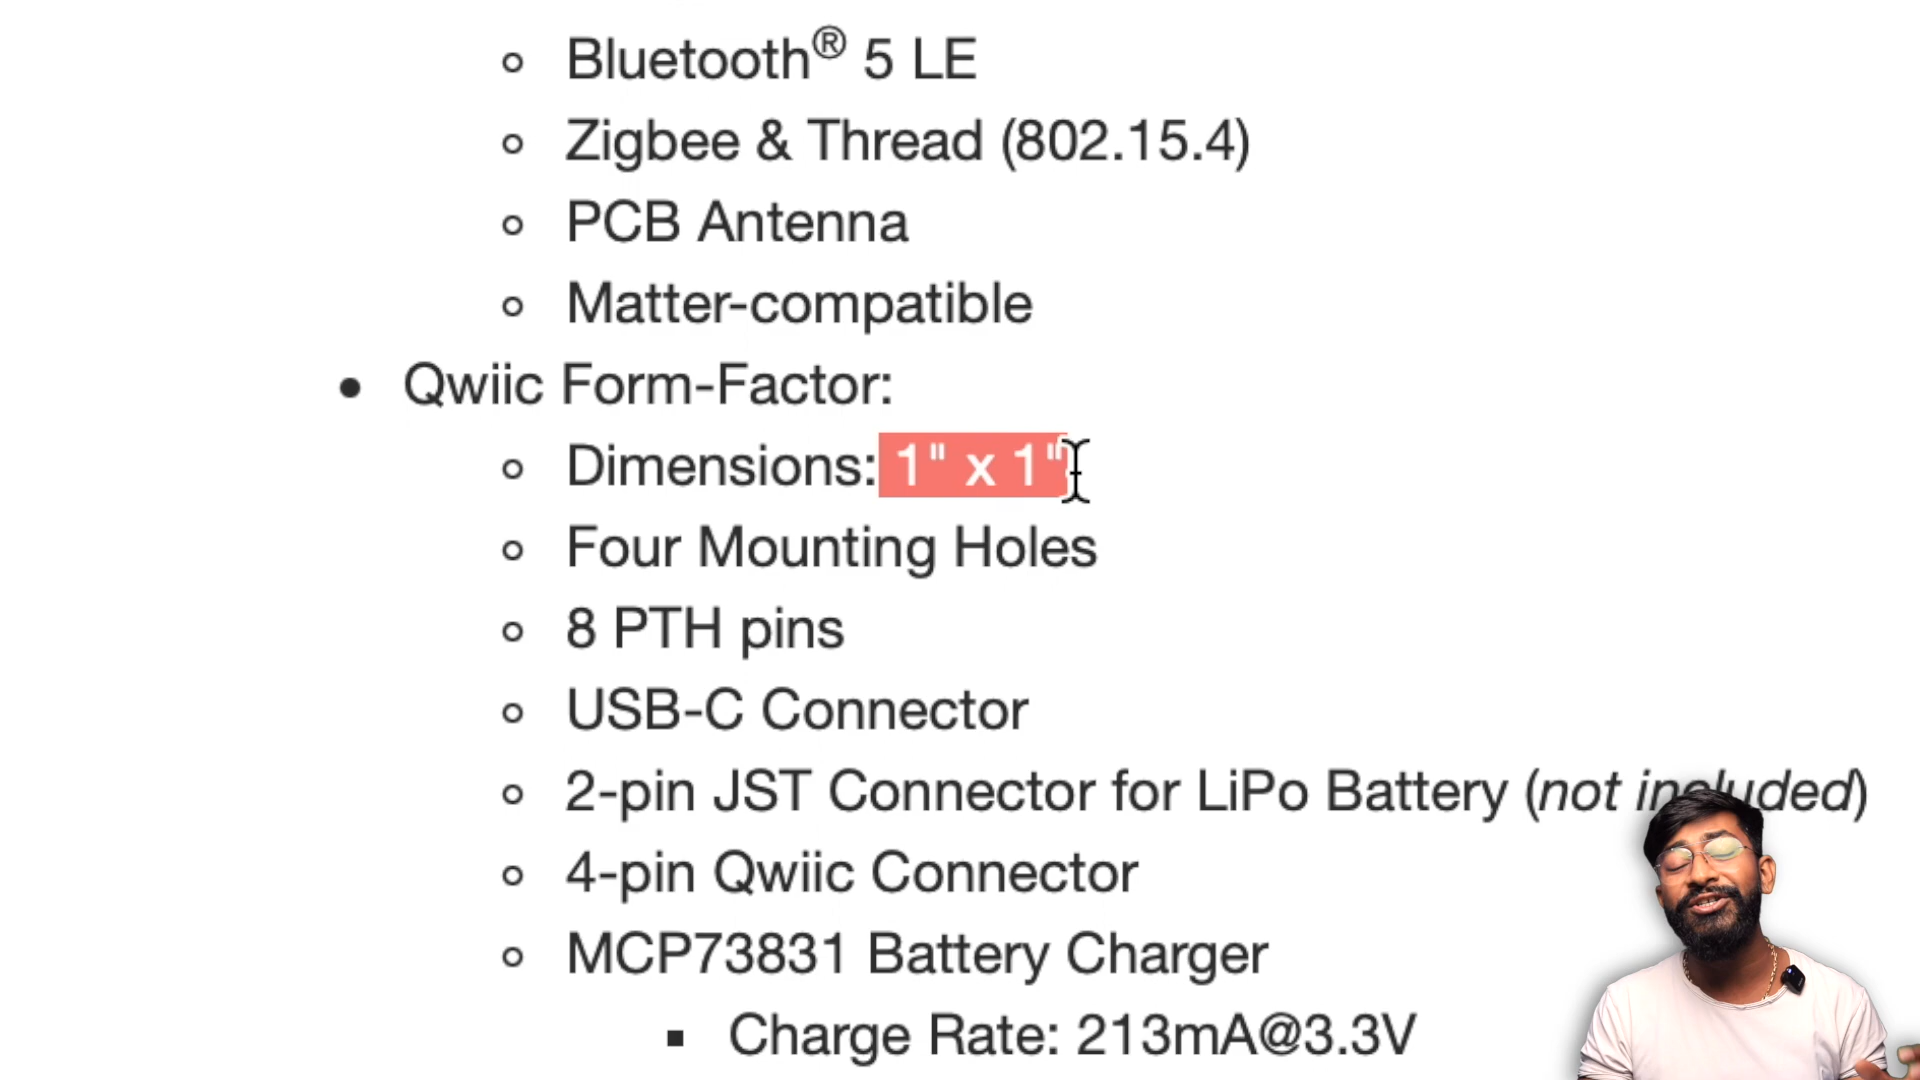 Bluetooth® 5 LE
Zigbee & Thread (802.15.4)
PCB Antenna
Matter-compatible
Qwiic Form-Factor:
Dimensions: 1" x 1"
Four Mounting Holes
8 PTH pins
USB-C Connector
2-pin JST Connector for LiPo Battery (not included)
4-pin Qwiic Connector
MCP73831 Battery Charger
Charge Rate: 213mA@3.3V